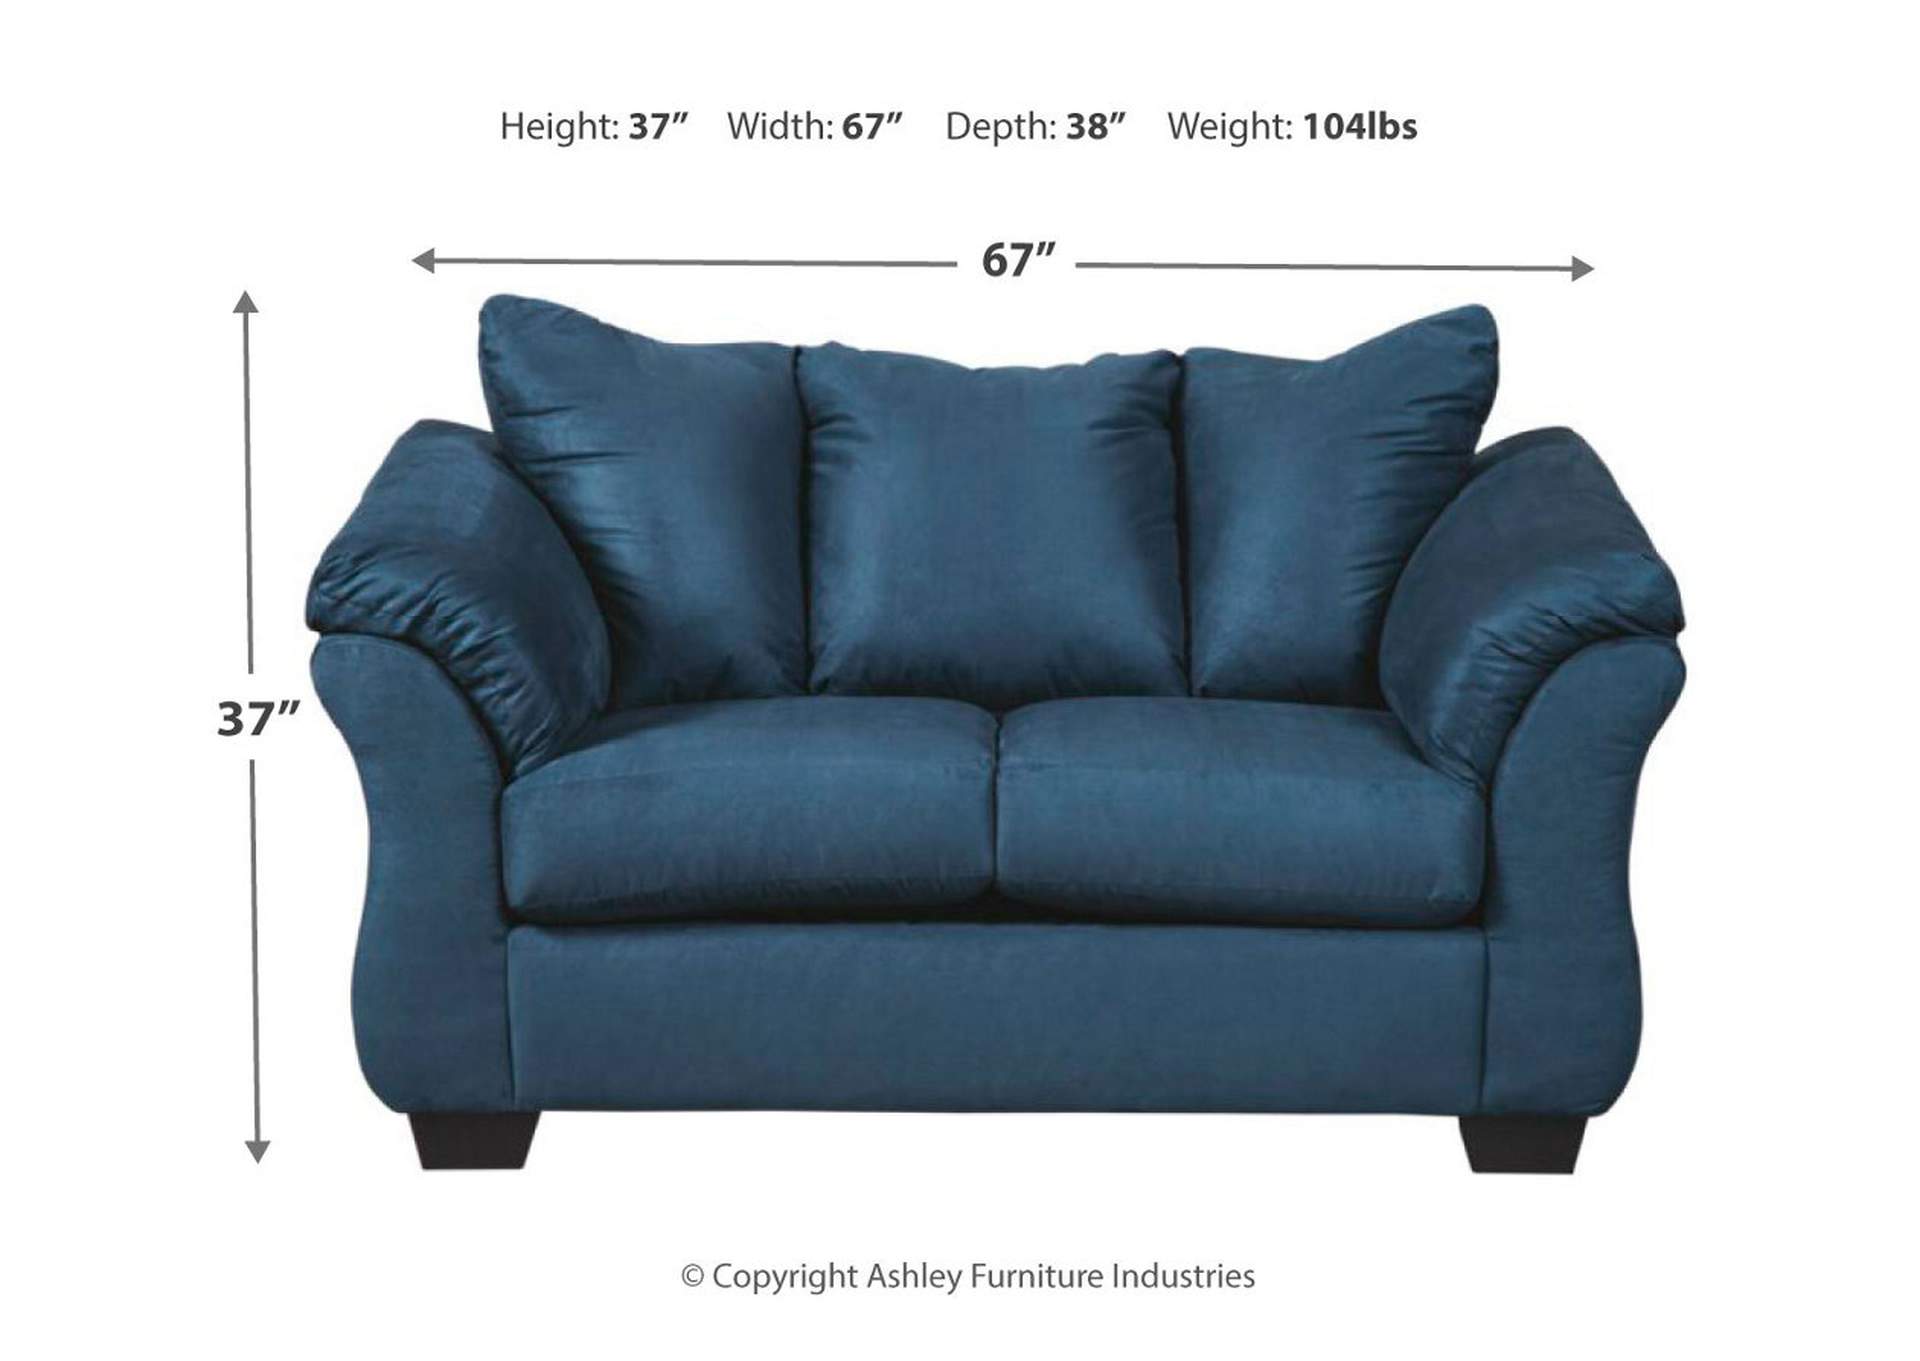 Height: 37” Width: 67” Depth: 38” Weight: 104lbs
67”
37”
© Copyright Ashley Furniture Industries